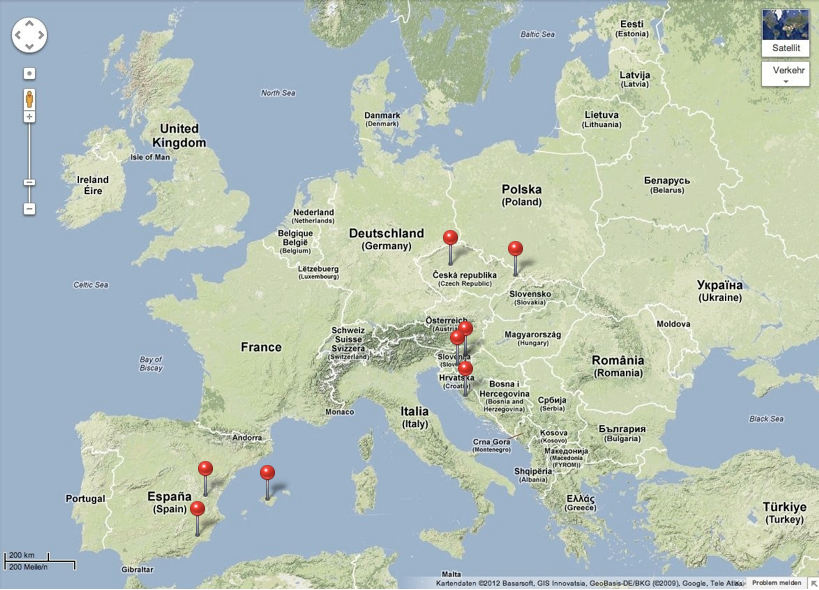 Eesti
(Estonia)
Baltic Sea
Satellit
Latvija
(Latvia)
Verkehr
North Sea
Danmark
(Denmark)
Lietuva
(Lithuania)
United
Kingdom
Isle of Man
Ireland
Éire
Беларусь
(Belarus)
Polska
(Poland)
Nederland
(Netherlands)
Belgique
België
(Belgium)
Deutschland
(Germany)
Lëtzebuerg
(Luxembourg)
Česká republika
(Czech Republic)
Celtic Sea
Україна
(Ukraine)
Slovensko
(Slovakia)
Österreich
(Austria)
Moldova
Schweiz
Suisse
Svizzera
(Switzerland)
Magyarország
(Hungary)
France
Slovenija
Bay of
Biscay
România
(Romania)
Hrvatska
(Croatia)
Bosna i
Hercegovina
(Bosnia and
Herzegovina)
Србија
(Serbia)
Monaco
Italia
(Italy)
Black Sea
Kosova
(Kosovo)
България
(Bulgaria)
Andorra
Crna Gora
(Montenegro)
Македонија
(Macedonia
(FYROM))
Shqipëria
(Albania)
Portugal
España
(Spain)
Ελλάς
(Greece)
Türkiye
(Turkey)
200 km
200 Meile/n
Gibraltar
Malta
Kartendaten ©2012 Basarsoft, GIS Innovatsia, GeoBasis-DE/BKG (©2009), Google, Tele Atlas
Problem melden